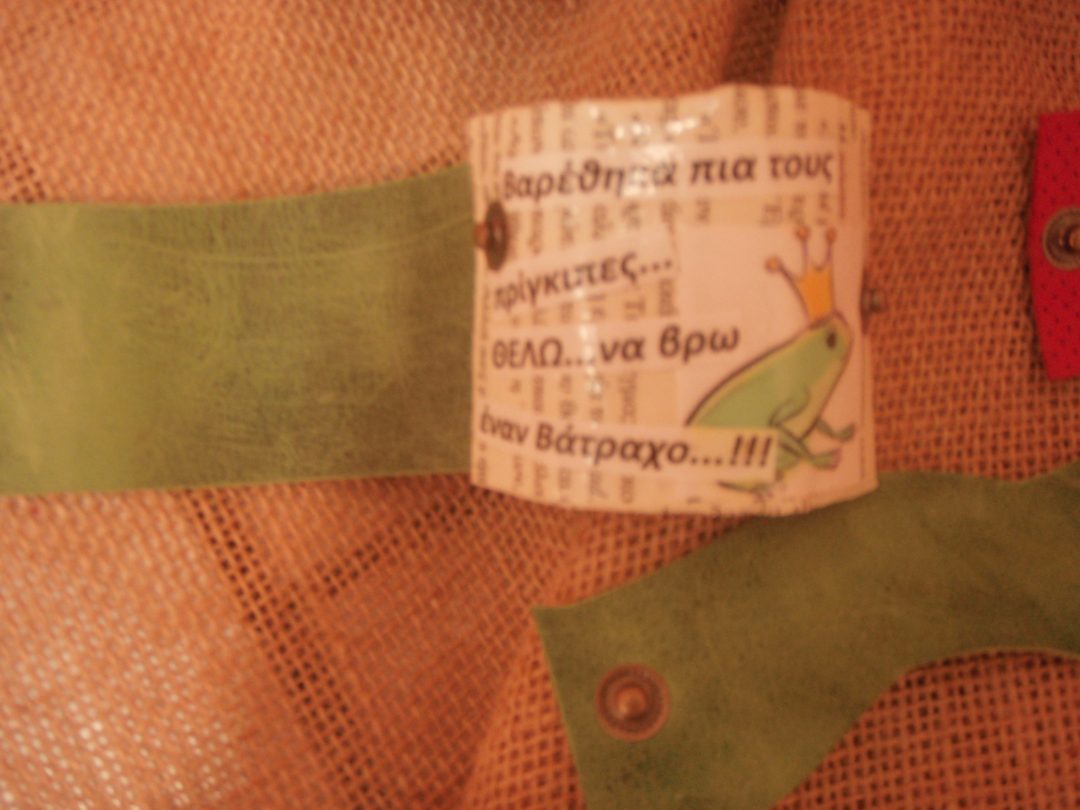 Βαρέθηκα πια τους
πρίγκιπες...
ΘΕΛΩ...να βρω
έναν Βάτραχο...!!!